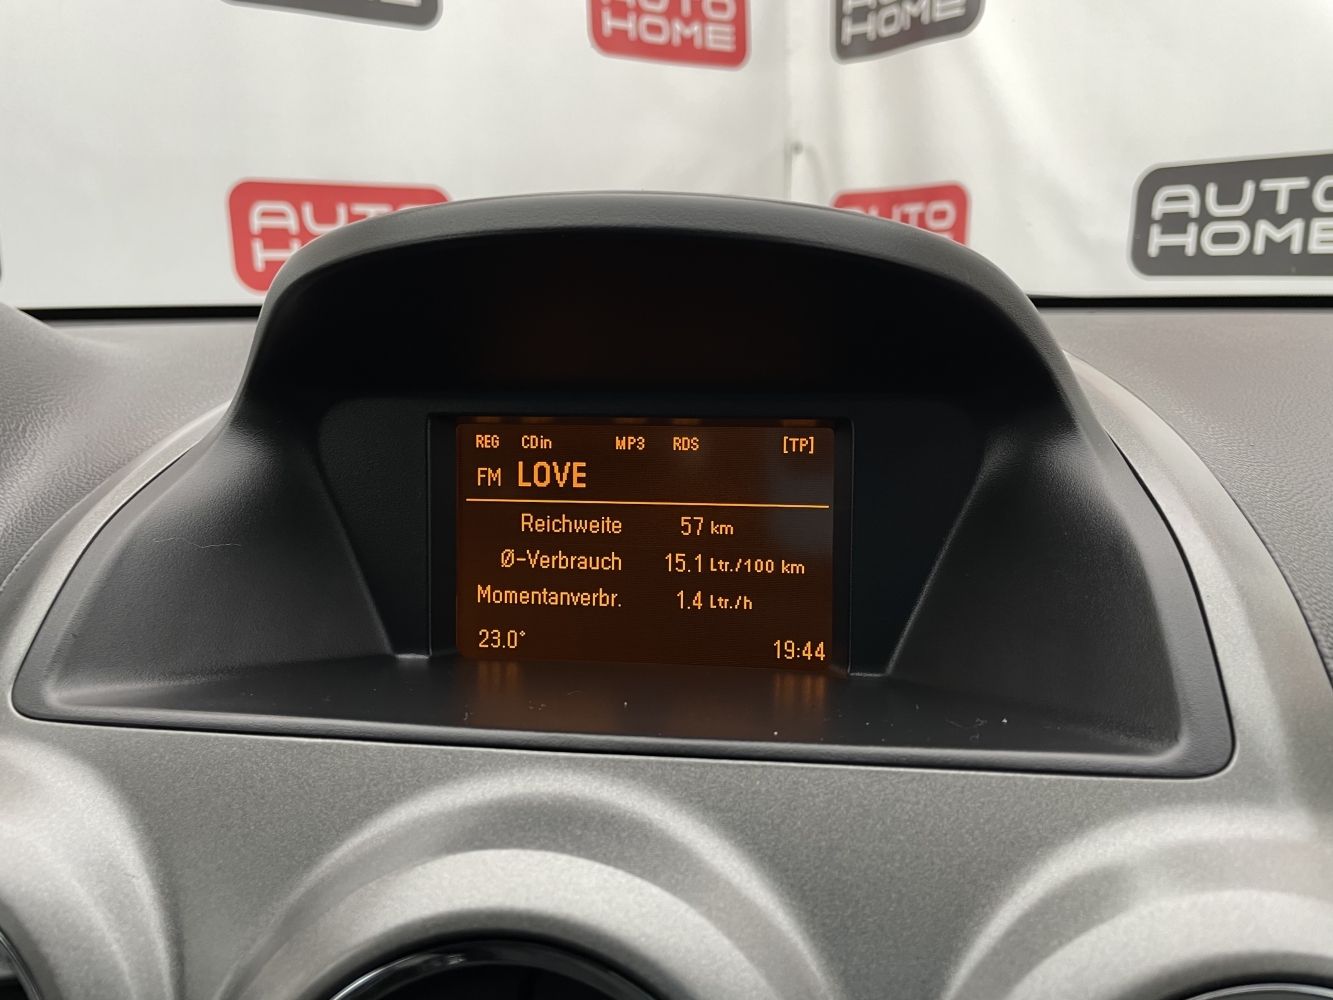 AUTO
HOME
HOME
AUTO
HOME
REG CDin MP3 RDS [TP]
FM LOVE
Reichweite 57 km
Ø-Verbrauch 15.1 Ltr./100 km
Momentanverbr. 1.4 Ltr./h
23.0° 19:44